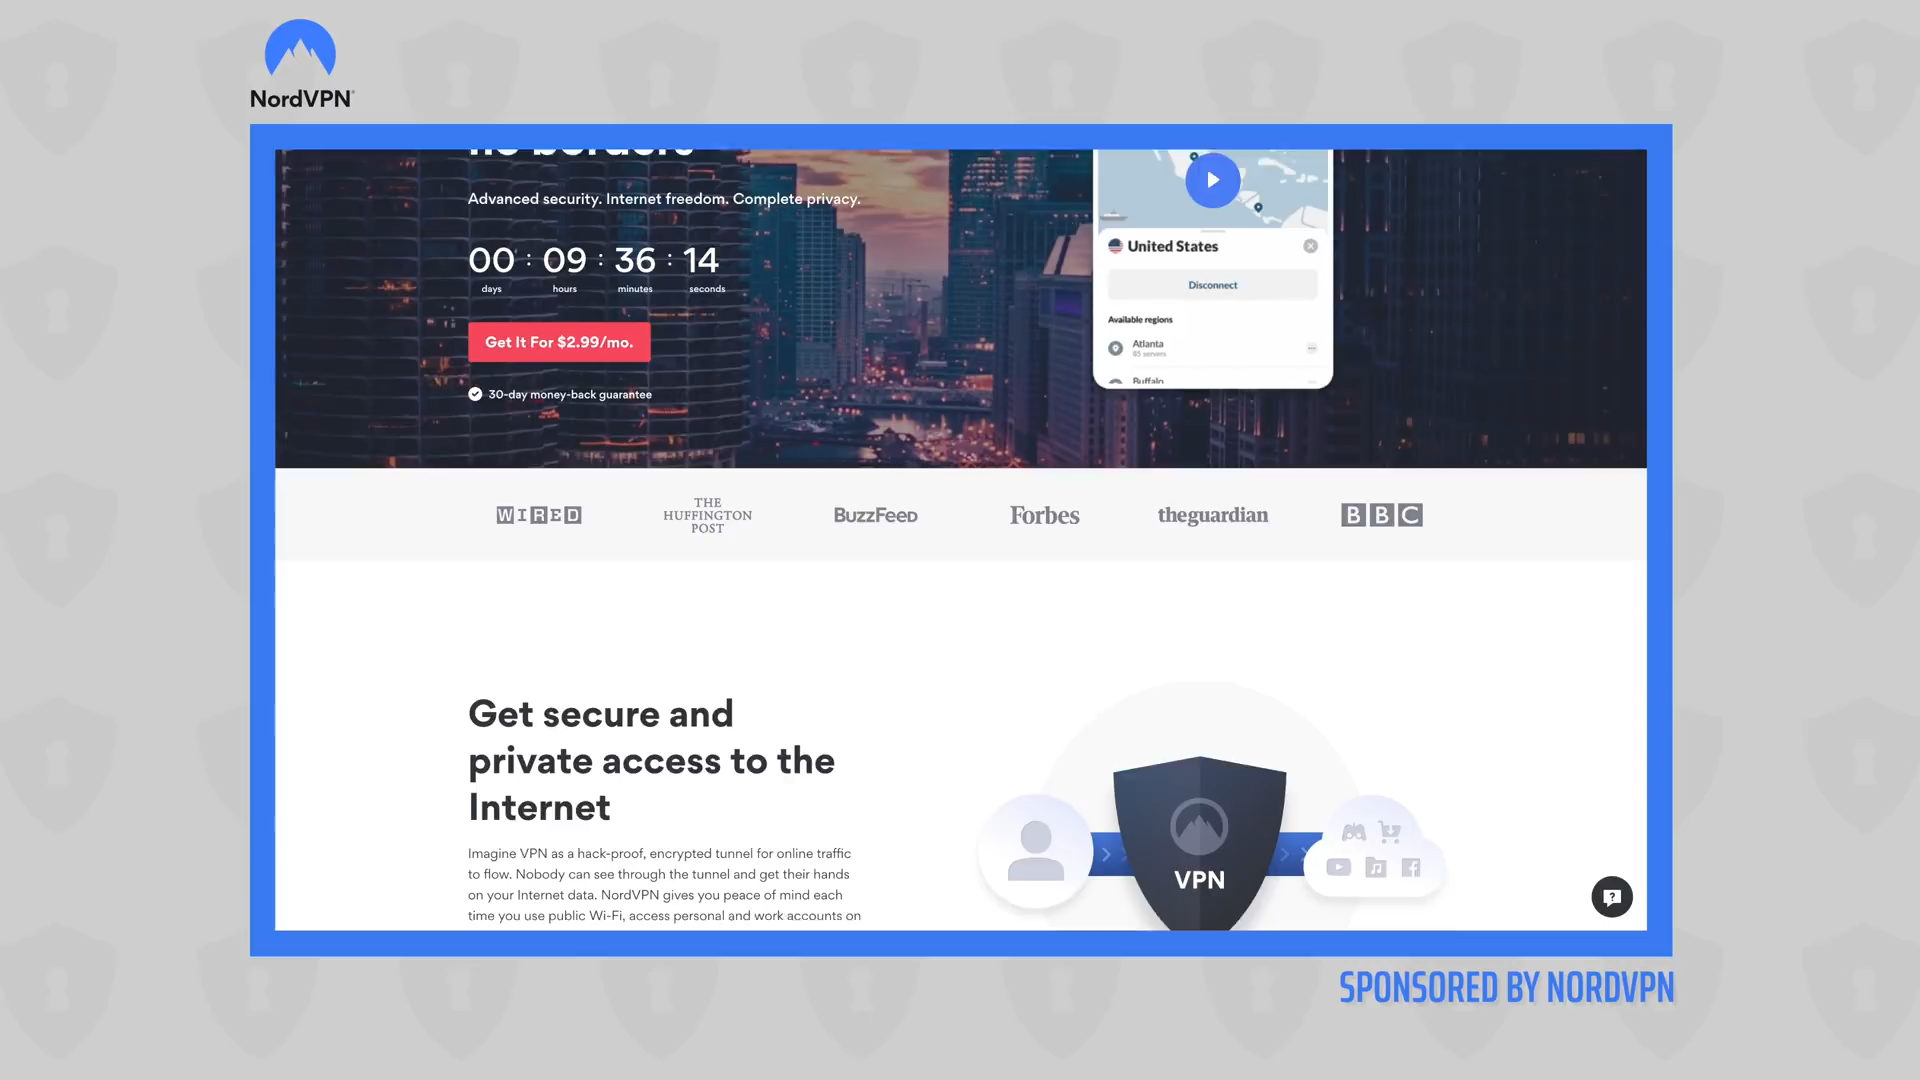 NordVPN
no borders
Advanced security. Internet freedom. Complete privacy.
00 : 09 : 36 : 14
days hours minutes seconds
Get It For $2.99/mo.
30-day money-back guarantee
United States
Disconnect
Available regions
Atlanta
85 servers
Buffalo
WIRED
THE
HUFFINGTON
POST
BuzzFeed
Forbes
theguardian
BBC
Get secure and
private access to the
Internet
Imagine VPN as a hack-proof, encrypted tunnel for online traffic
to flow. Nobody can see through the tunnel and get their hands
on your Internet data. NordVPN gives you peace of mind each
time you use public Wi-Fi, access personal and work accounts on
VPN
SPONSORED BY NORDVPN